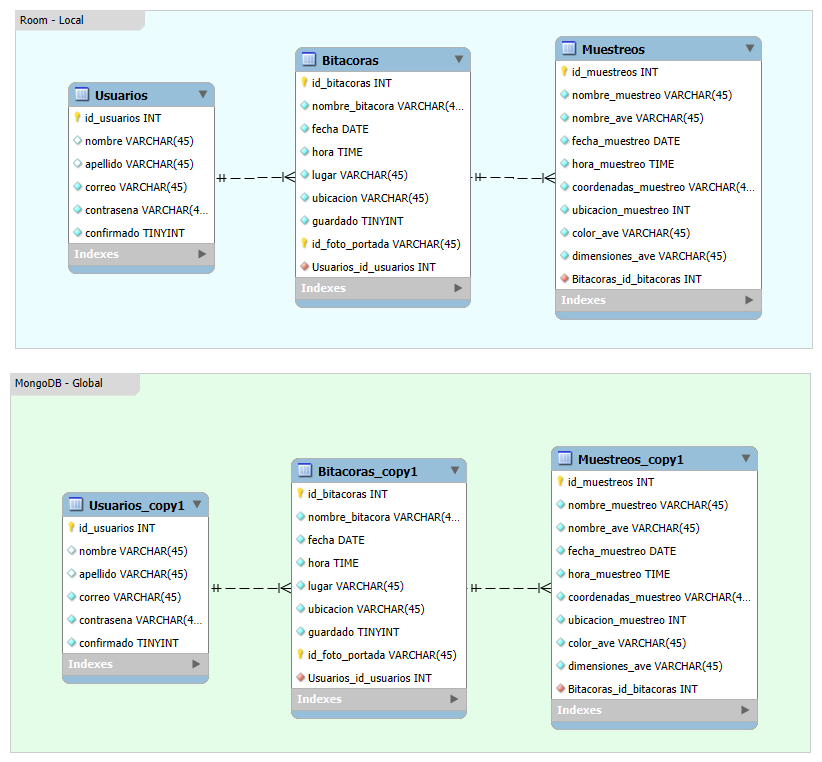 Room - Local
Usuarios
id_usuarios INT
nombre VARCHAR(45)
apellido VARCHAR(45)
correo VARCHAR(45)
contrasena VARCHAR(4...
confirmado TINYINT
Indexes
Bitacoras
id_bitacoras INT
nombre_bitacora VARCHAR(4...
fecha DATE
hora TIME
lugar VARCHAR(45)
ubicacion VARCHAR(45)
guardado TINYINT
id_foto_portada VARCHAR(45)
Usuarios_id_usuarios INT
Indexes
Muestreos
id_muestreos INT
nombre_muestreo VARCHAR(45)
nombre_ave VARCHAR(45)
fecha_muestreo DATE
hora_muestreo TIME
coordenadas_muestreo VARCHAR(4...
ubicacion_muestreo INT
color_ave VARCHAR(45)
dimensiones_ave VARCHAR(45)
Bitacoras_id_bitacoras INT
Indexes
MongoDB - Global
Usuarios_copy1
id_usuarios INT
nombre VARCHAR(45)
apellido VARCHAR(45)
correo VARCHAR(45)
contrasena VARCHAR(4...
confirmado TINYINT
Indexes
Bitacoras_copy1
id_bitacoras INT
nombre_bitacora VARCHAR(4...
fecha DATE
hora TIME
lugar VARCHAR(45)
ubicacion VARCHAR(45)
guardado TINYINT
id_foto_portada VARCHAR(45)
Usuarios_id_usuarios INT
Indexes
Muestreos_copy1
id_muestreos INT
nombre_muestreo VARCHAR(45)
nombre_ave VARCHAR(45)
fecha_muestreo DATE
hora_muestreo TIME
coordenadas_muestreo VARCHAR(4...
ubicacion_muestreo INT
color_ave VARCHAR(45)
dimensiones_ave VARCHAR(45)
Bitacoras_id_bitacoras INT
Indexes